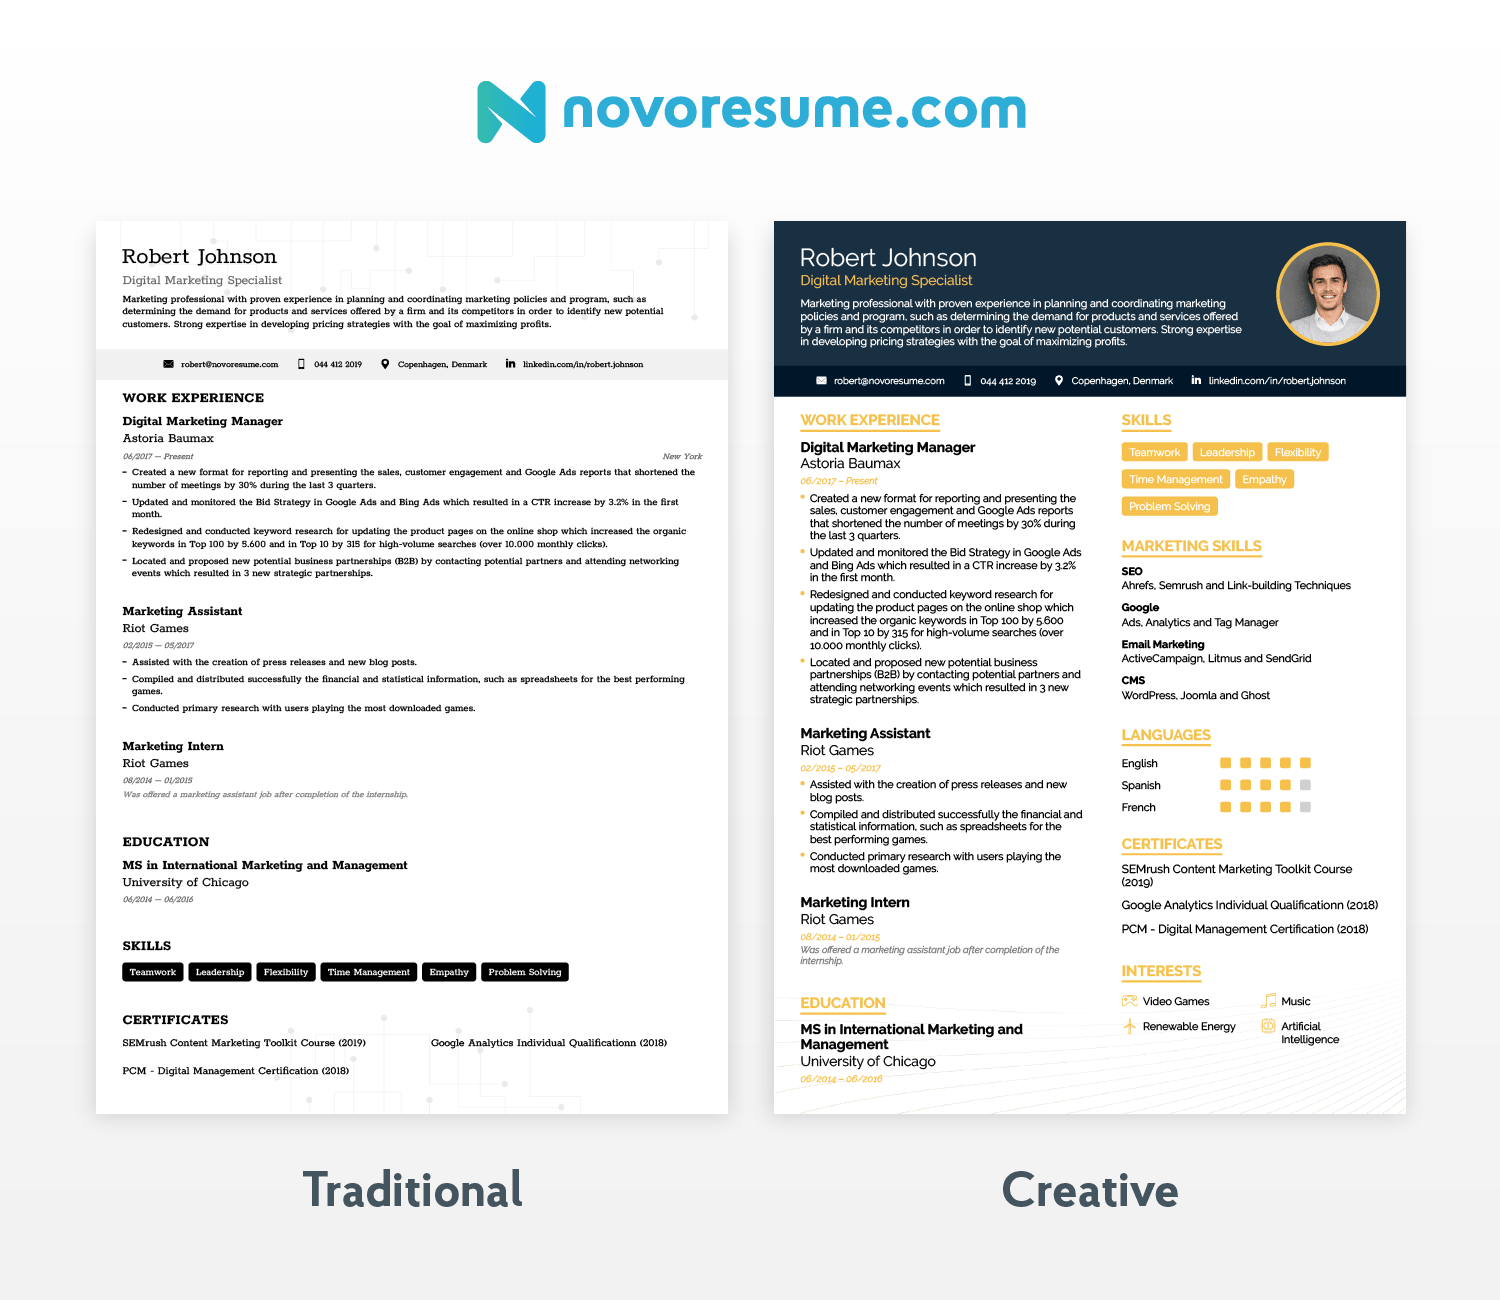 novoresume.com
Robert Johnson
Digital Marketing Specialist
Marketing professional with proven experience in planning and coordinating marketing policies and program, such as
determining the demand for products and services offered by a firm and its competitors in order to identify new potential
customers. Strong expertise in developing pricing strategies with the goal of maximizing profits.
robert@novoresume.com 044 412 2019 Copenhagen, Denmark linkedin.com/in/robert.johnson
WORK EXPERIENCE
Digital Marketing Manager
Astoria Baumax
06/2017 – Present New York
– Created a new format for reporting and presenting the sales, customer engagement and Google Ads reports that shortened the
number of meetings by 30% during the last 3 quarters.
– Updated and monitored the Bid Strategy in Google Ads and Bing Ads which resulted in a CTR increase by 3.2% in the first
month.
– Redesigned and conducted keyword research for updating the product pages on the online shop which increased the organic
keywords in Top 100 by 5.600 and in Top 10 by 315 for high-volume searches (over 10.000 monthly clicks).
– Located and proposed new potential business partnerships (B2B) by contacting potential partners and attending networking
events which resulted in 3 new strategic partnerships.
Marketing Assistant
Riot Games
02/2015 – 05/2017
– Assisted with the creation of press releases and new blog posts.
– Compiled and distributed successfully the financial and statistical information, such as spreadsheets for the best performing
games.
– Conducted primary research with users playing the most downloaded games.
Marketing Intern
Riot Games
08/2014 – 01/2015
Was offered a marketing assistant job after completion of the internship.
EDUCATION
MS in International Marketing and Management
University of Chicago
06/2014 – 06/2016
SKILLS
Teamwork Leadership Flexibility Time Management Empathy Problem Solving
CERTIFICATES
SEMrush Content Marketing Toolkit Course (2019) Google Analytics Individual Qualificationn (2018)
PCM - Digital Management Certification (2018)
Traditional
Robert Johnson
Digital Marketing Specialist
Marketing professional with proven experience in planning and coordinating marketing
policies and program, such as determining the demand for products and services offered
by a firm and its competitors in order to identify new potential customers. Strong expertise
in developing pricing strategies with the goal of maximizing profits.
robert@novoresume.com 044 412 2019 Copenhagen, Denmark linkedin.com/in/robert.johnson
WORK EXPERIENCE
Digital Marketing Manager
Astoria Baumax
06/2017 – Present
• Created a new format for reporting and presenting the
sales, customer engagement and Google Ads reports
that shortened the number of meetings by 30% during
the last 3 quarters.
• Updated and monitored the Bid Strategy in Google Ads
and Bing Ads which resulted in a CTR increase by 3.2%
in the first month.
• Redesigned and conducted keyword research for
updating the product pages on the online shop which
increased the organic keywords in Top 100 by 5.600
and in Top 10 by 315 for high-volume searches (over
10.000 monthly clicks).
• Located and proposed new potential business
partnerships (B2B) by contacting potential partners and
attending networking events which resulted in 3 new
strategic partnerships.
Marketing Assistant
Riot Games
02/2015 – 05/2017
• Assisted with the creation of press releases and new
blog posts.
• Compiled and distributed successfully the financial and
statistical information, such as spreadsheets for the
best performing games.
• Conducted primary research with users playing the
most downloaded games.
Marketing Intern
Riot Games
08/2014 – 01/2015
Was offered a marketing assistant job after completion of the
internship.
EDUCATION
MS in International Marketing and
Management
University of Chicago
06/2014 – 06/2016
SKILLS
Teamwork Leadership Flexibility
Time Management Empathy
Problem Solving
MARKETING SKILLS
SEO
Ahrefs, Semrush and Link-building Techniques
Google
Ads, Analytics and Tag Manager
Email Marketing
ActiveCampaign, Litmus and SendGrid
CMS
WordPress, Joomla and Ghost
LANGUAGES
English
Spanish
French
CERTIFICATES
SEMrush Content Marketing Toolkit Course
(2019)
Google Analytics Individual Qualificationn (2018)
PCM - Digital Management Certification (2018)
INTERESTS
Video Games Music
Renewable Energy Artificial
Intelligence
Creative